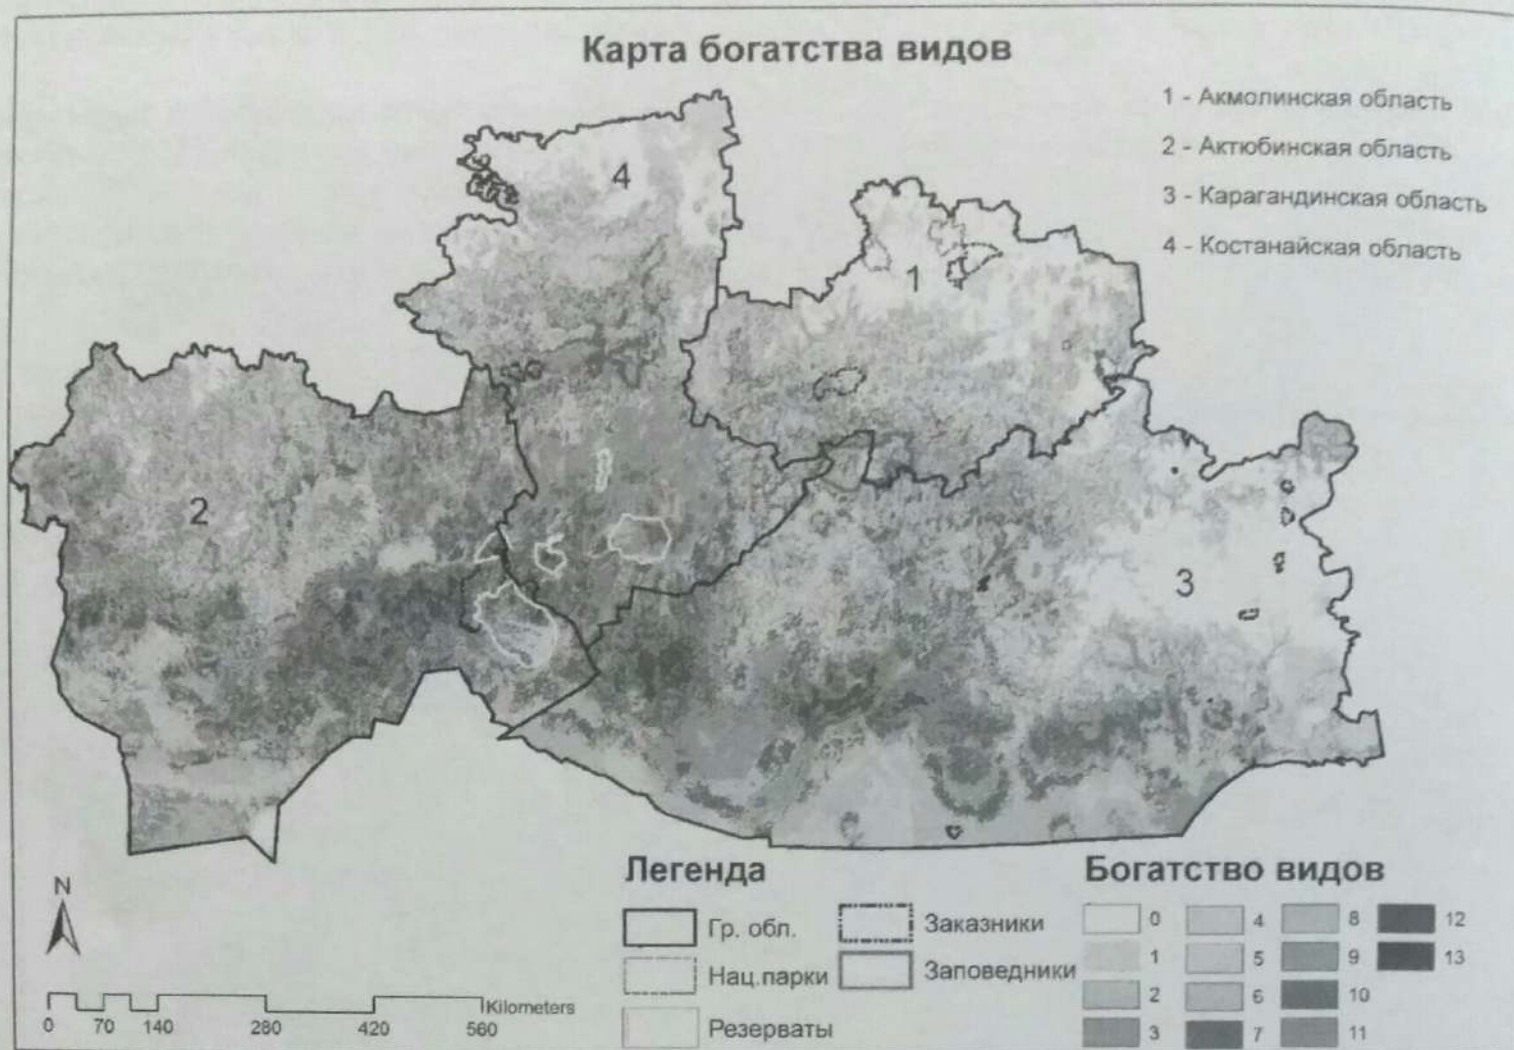 Карта богатства видов
1 - Акмолинская область
2 - Актюбинская область
3 - Карагандинская область
4 - Костанайская область
4
1
2
3
N
0 70 140 280 420 560
Kilometers
Легенда
Гр. обл.
Нац.парки
Резерваты
Заказники
Заповедники
Богатство видов
0 4 8 12
1 5 9 13
2 6 10
3 7 11